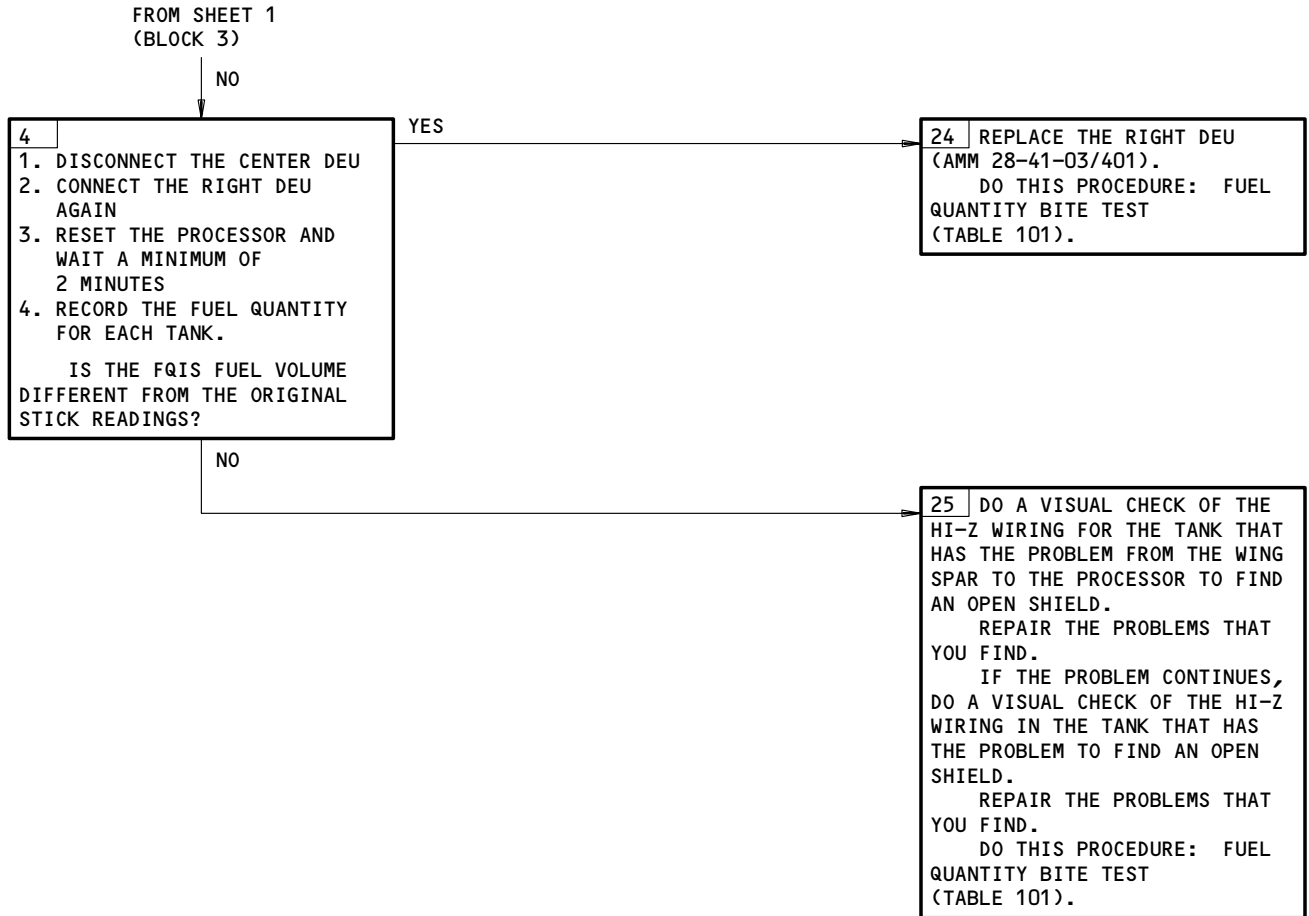 FROM SHEET 1
(BLOCK 3)
NO
4
1. DISCONNECT THE CENTER DEU
2. CONNECT THE RIGHT DEU
AGAIN
3. RESET THE PROCESSOR AND
WAIT A MINIMUM OF
2 MINUTES
4. RECORD THE FUEL QUANTITY
FOR EACH TANK.
IS THE FQIS FUEL VOLUME
DIFFERENT FROM THE ORIGINAL
STICK READINGS?
YES
24 REPLACE THE RIGHT DEU
(AMM 28-41-03/401).
DO THIS PROCEDURE: FUEL
QUANTITY BITE TEST
(TABLE 101).
NO
25 DO A VISUAL CHECK OF THE
HI-Z WIRING FOR THE TANK THAT
HAS THE PROBLEM FROM THE WING
SPAR TO THE PROCESSOR TO FIND
AN OPEN SHIELD.
REPAIR THE PROBLEMS THAT
YOU FIND.
IF THE PROBLEM CONTINUES,
DO A VISUAL CHECK OF THE HI-Z
WIRING IN THE TANK THAT HAS
THE PROBLEM TO FIND AN OPEN
SHIELD.
REPAIR THE PROBLEMS THAT
YOU FIND.
DO THIS PROCEDURE: FUEL
QUANTITY BITE TEST
(TABLE 101).